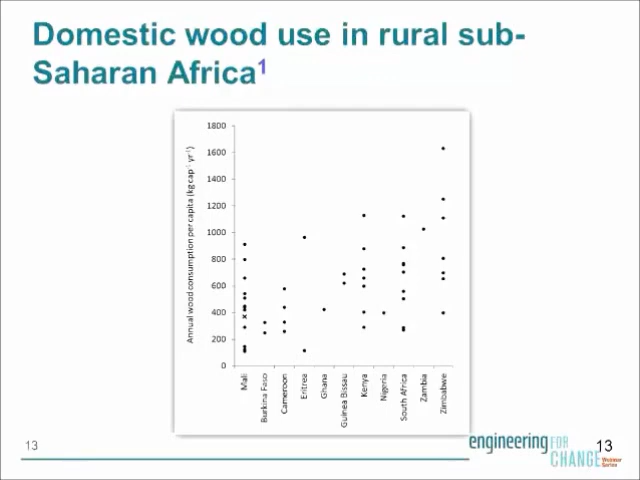 Domestic wood use in rural sub-
Saharan Africa1
Annual wood consumption per capita (kg cap-1 yr-1)
1800
1600
1400
1200
1000
800
600
400
200
0
Mali
Burkina Faso
Cameroon
Eritrea
Ghana
Guinea Bissau
Kenya
Nigeria
South Africa
Zambia
Zimbabwe
13
engineering FOR
CHANGE Webinar
Series
13